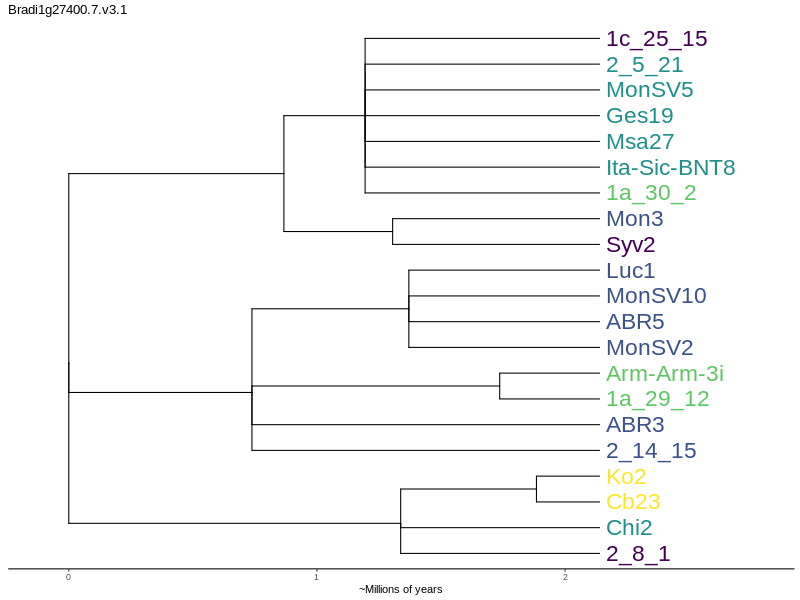 Bradi1g27400.7.v3.1
1c_25_15
2_5_21
MonSV5
Ges19
Msa27
Ita-Sic-BNT8
1a_30_2
Mon3
Syv2
Luc1
MonSV10
ABR5
MonSV2
Arm-Arm-3i
1a_29_12
ABR3
2_14_15
Ko2
Cb23
Chi2
2_8_1
0 1 2
~Millions of years